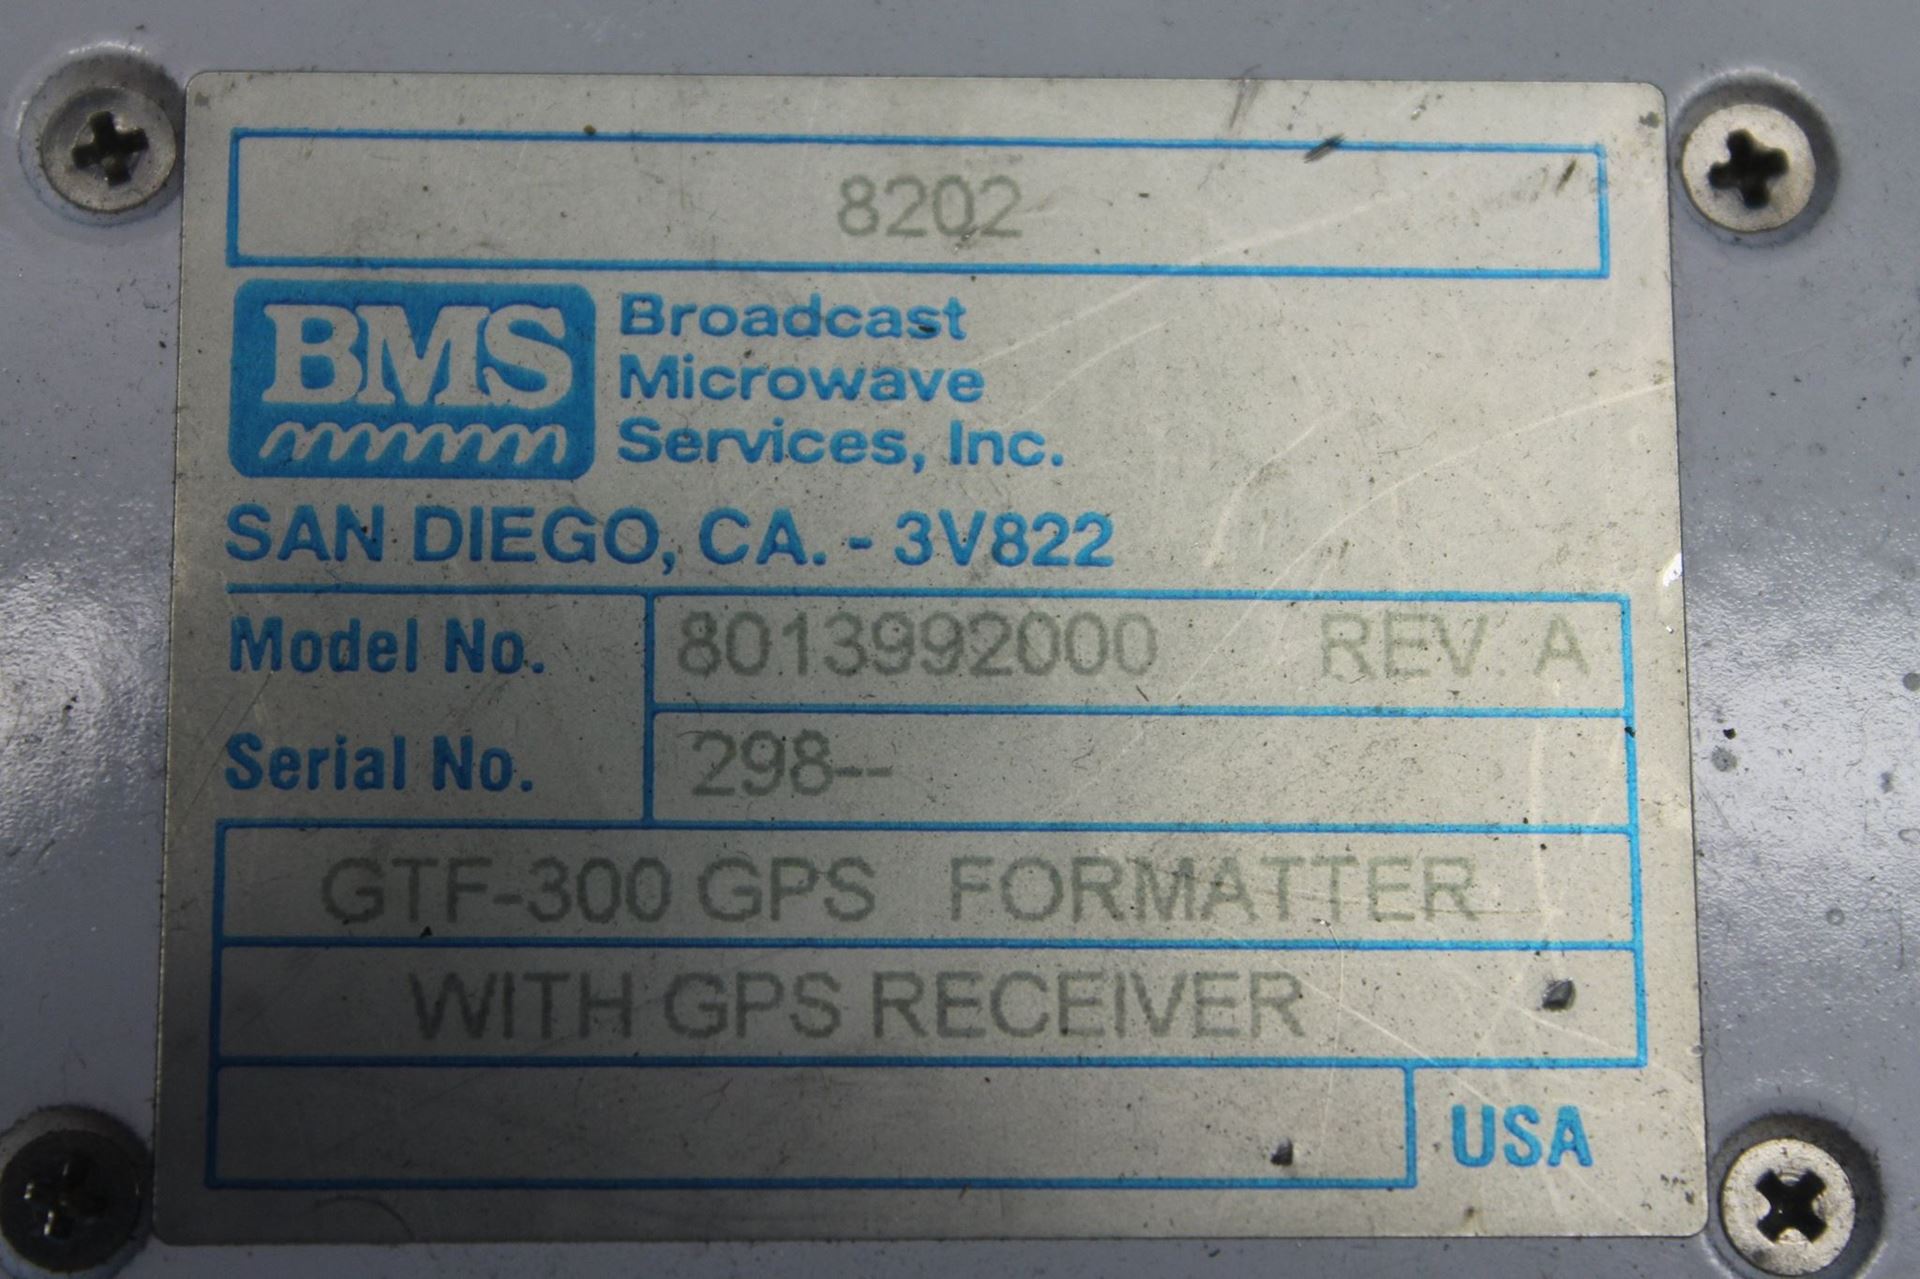 8202
BMS
Broadcast
Microwave
Services, Inc.
SAN DIEGO, CA. - 3V822
Model No. 8013992000 REV. A
Serial No. 298--
GTF-300 GPS FORMATTER
WITH GPS RECEIVER
USA